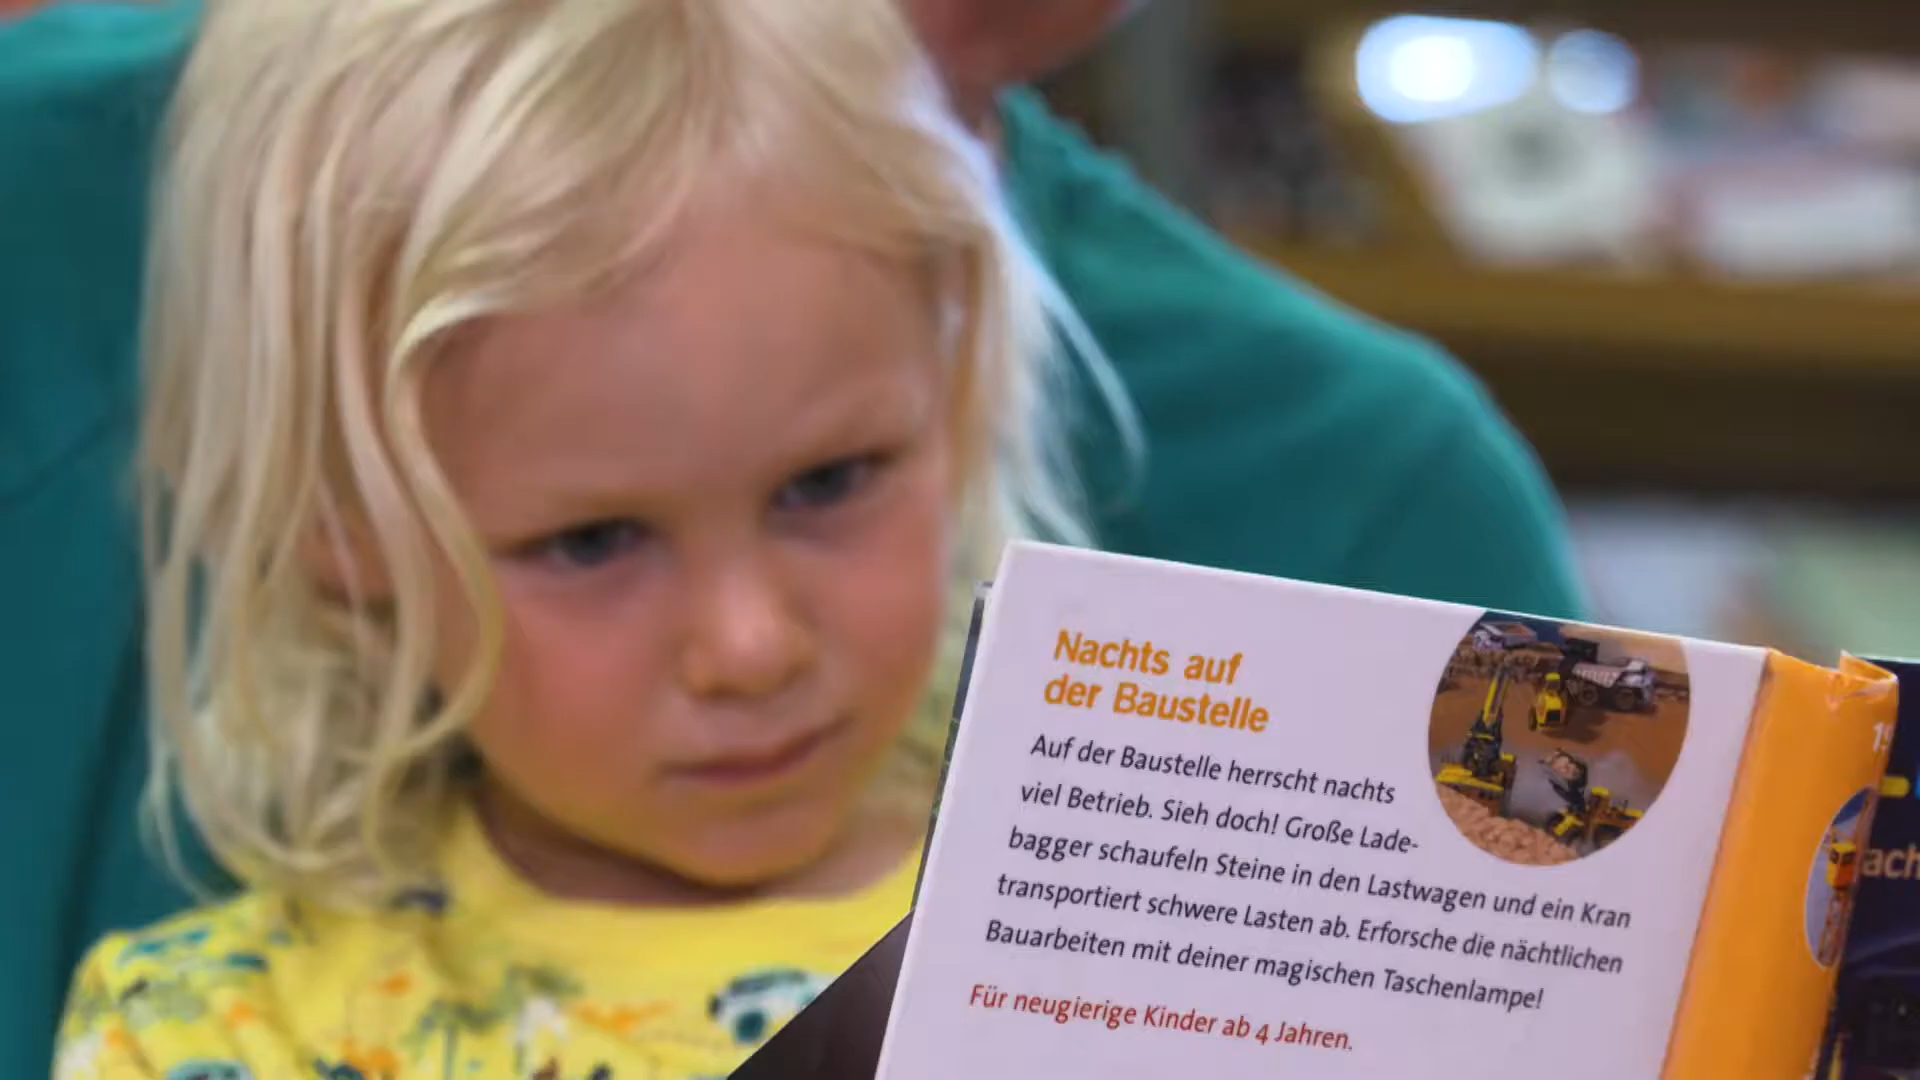 Nachts auf
der Baustelle
Auf der Baustelle herrscht nachts
viel Betrieb. Sieh doch! Große Lade-
bagger schaufeln Steine in den Lastwagen und ein Kran
transportiert schwere Lasten ab. Erforsche die nächtlichen
Bauarbeiten mit deiner magischen Taschenlampe!
Für neugierige Kinder ab 4 Jahren.